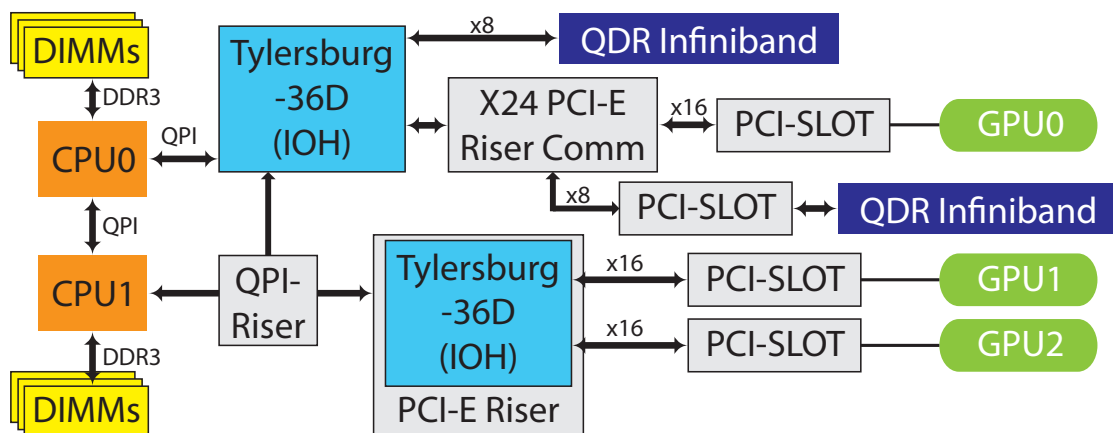 DIMMs
DDR3
CPU0
QPI
QPI
CPU1
DDR3
DIMMs
Tylersburg
-36D
(IOH)
x8
QDR Infiniband
X24 PCI-E
Riser Comm
x16
PCI-SLOT
GPU0
x8
PCI-SLOT
QDR Infiniband
QPI-
Riser
Tylersburg
-36D
(IOH)
PCI-E Riser
x16
PCI-SLOT
GPU1
x16
PCI-SLOT
GPU2